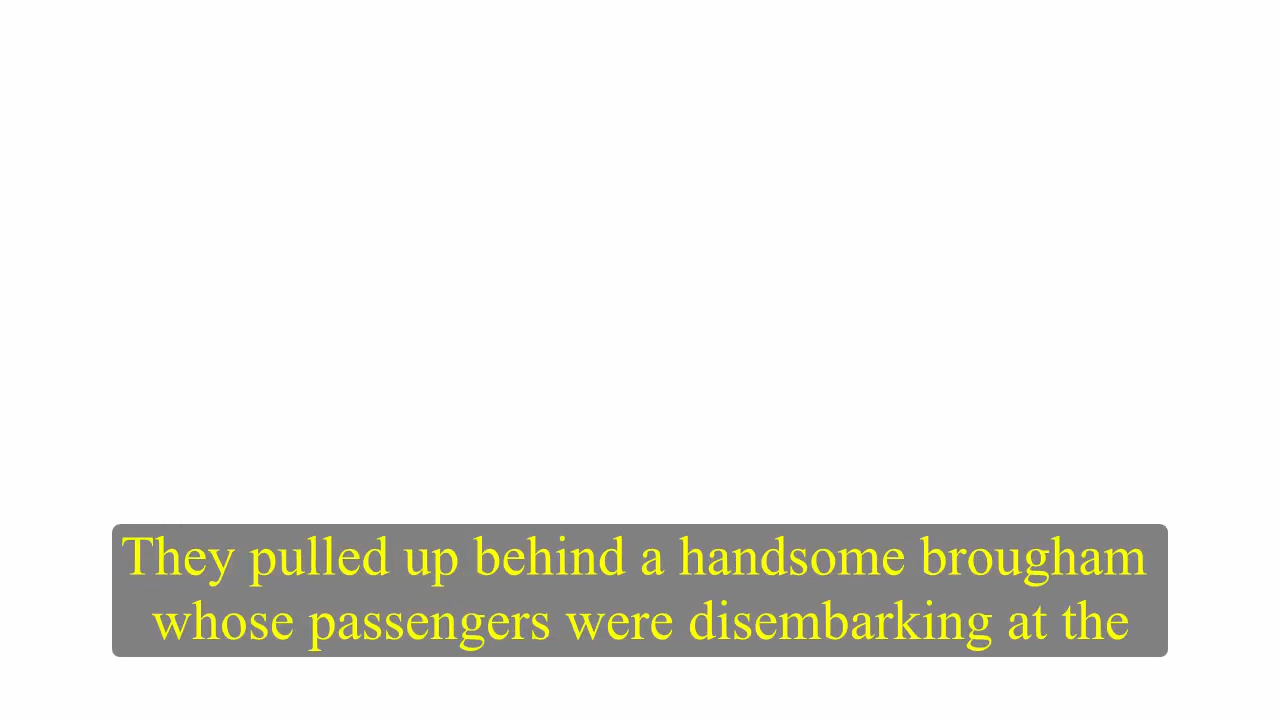 They pulled up behind a handsome brougham
whose passengers were disembarking at the